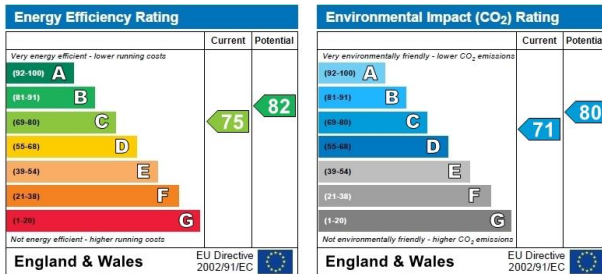 Energy Efficiency Rating
Current Potential
Very energy efficient - lower running costs
(92-100) A
(81-91) B
(69-80) C
(55-68) D
(39-54) E
(21-38) F
(1-20) G
75
82
Not energy efficient - higher running costs
England & Wales
EU Directive
2002/91/EC
Environmental Impact (CO₂) Rating
Current Potential
Very environmentally friendly - lower CO₂ emissions
(92-100) A
(81-91) B
(69-80) C
(55-68) D
(39-54) E
(21-38) F
(1-20) G
71
80
Not environmentally friendly - higher CO₂ emissions
England & Wales
EU Directive
2002/91/EC